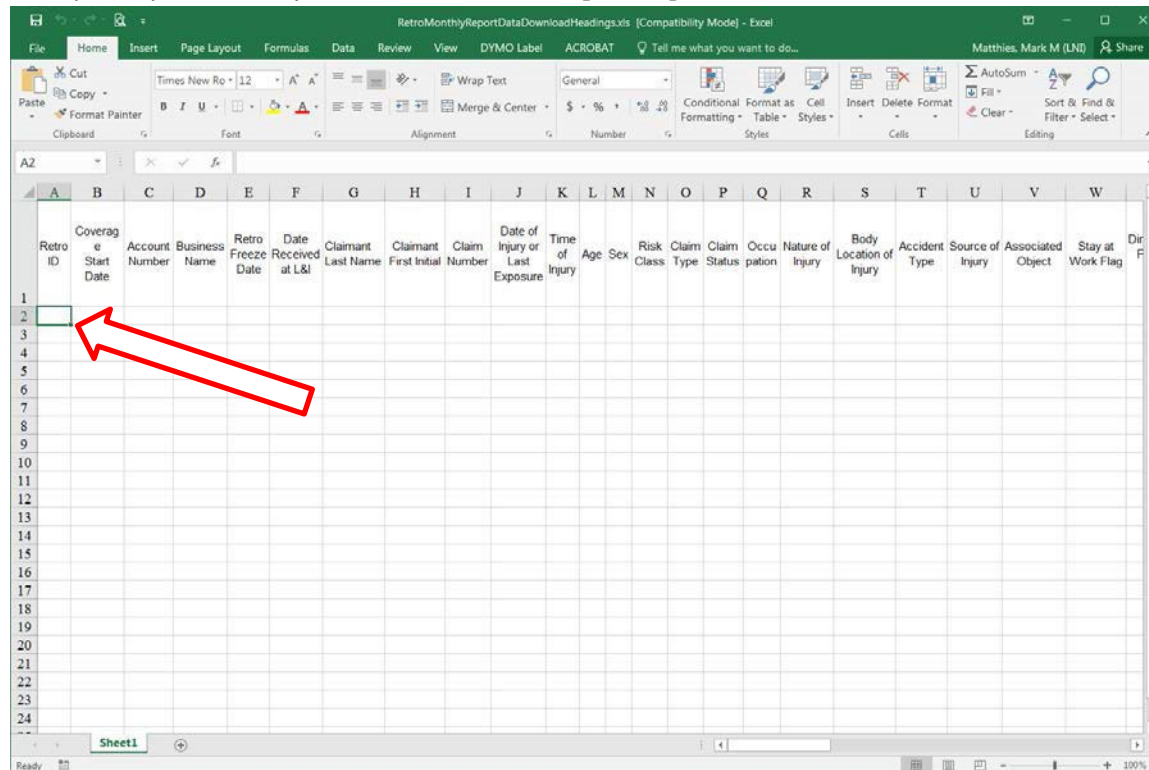 RetroMonthlyReportDataDownloadHeadings.xls [Compatibility Mode] - Excel
File Home Insert Page Layout Formulas Data Review View DYMO Label ACROBAT Tell me what you want to do... Matthies, Mark M (LNI) Share
Paste
Cut
Copy
Format Painter
Clipboard
Times New Ro 12 A A
B I U A
Font
Wrap Text
Merge & Center
Alignment
General
$ % ,
Number
Conditional Formatting
Format as Table
Cell Styles
Styles
Insert Delete Format
Cells
AutoSum
Fill
Clear
Sort & Filter
Find & Select
Editing
A2 fx
A B C D E F G H I J K L M N O P Q R S T U V W
1
Retro ID
Coverag e Start Date
Account Number
Business Name
Retro Freeze Date
Date Received at L&I
Claimant Last Name
Claimant First Initial
Claim Number
Date of Injury or Last Exposure
Time of Injury
Age
Sex
Risk Class
Claim Type
Claim Status
Occu pation
Nature of Injury
Body Location of Injury
Accident Type
Source of Injury
Associated Object
Stay at Work Flag
2
3
4
5
6
7
8
9
10
11
12
13
14
15
16
17
18
19
20
21
22
23
24
Sheet1
Ready 100%